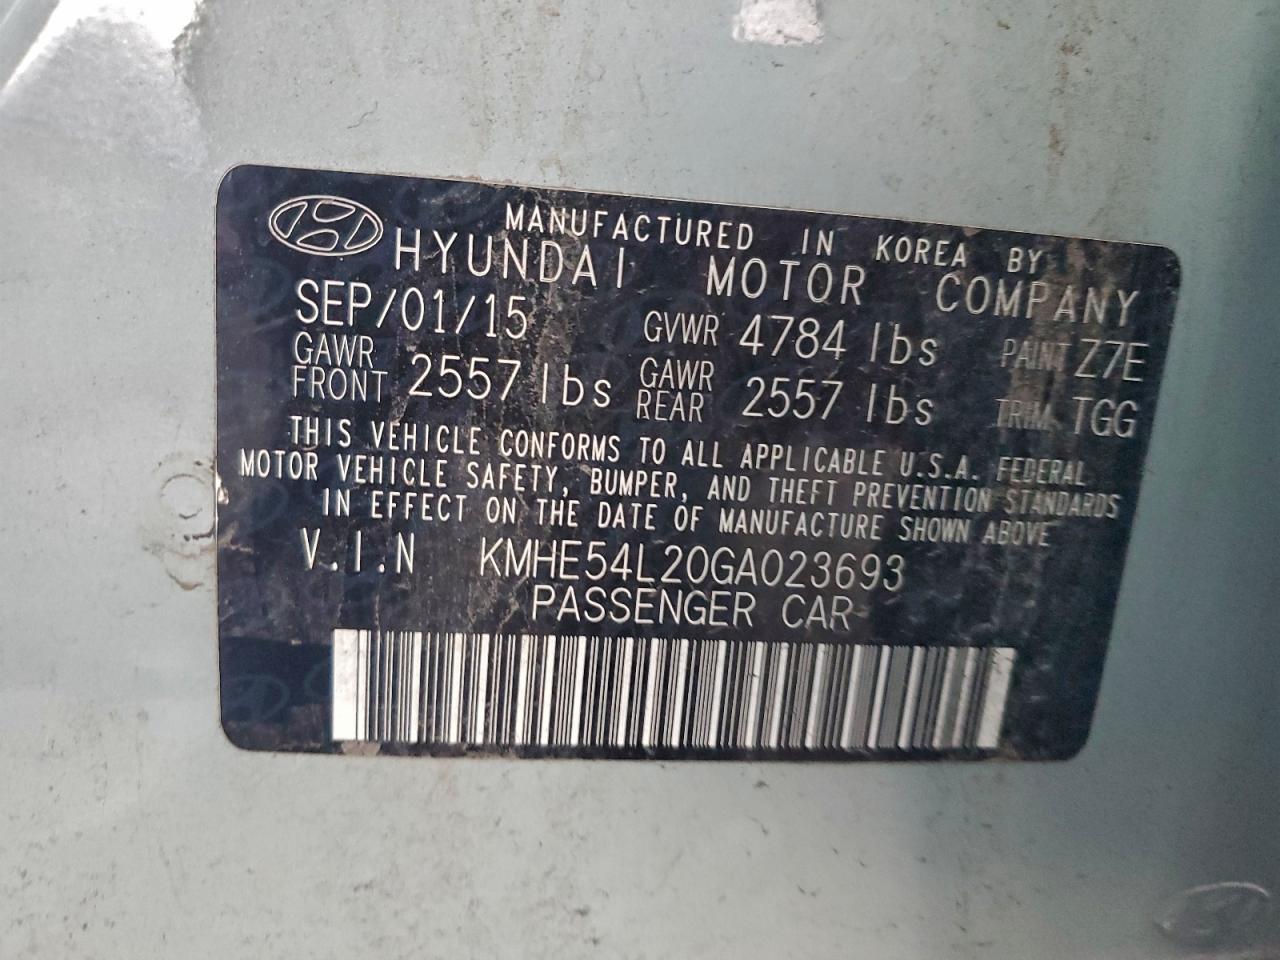 MANUFACTURED IN KOREA BY
HYUNDAI MOTOR COMPANY
SEP/01/15 GVWR 4784 lbs PAINT Z7E
GAWR FRONT 2557 lbs GAWR REAR 2557 lbs TRIM TGG
THIS VEHICLE CONFORMS TO ALL APPLICABLE U.S.A. FEDERAL
MOTOR VEHICLE SAFETY, BUMPER, AND THEFT PREVENTION STANDARDS
IN EFFECT ON THE DATE OF MANUFACTURE SHOWN ABOVE
V.I.N KMHE54L20GA023693
PASSENGER CAR